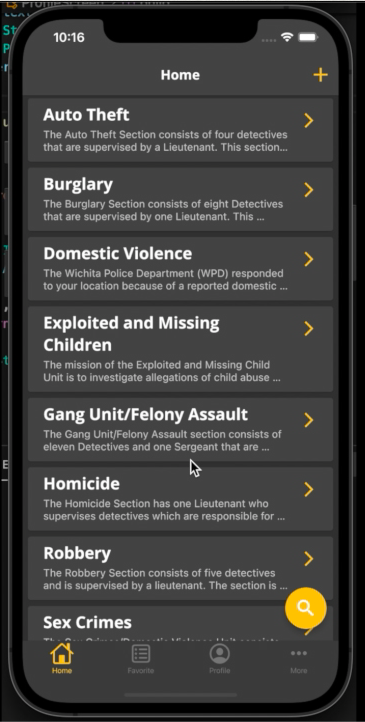 10:16
Home
+
Auto Theft
The Auto Theft Section consists of four detectives
that are supervised by a Lieutenant. This section...
Burglary
The Burglary Section consists of eight Detectives
that are supervised by one Lieutenant. This ...
Domestic Violence
The Wichita Police Department (WPD) responded
to your location because of a reported domestic ...
Exploited and Missing
Children
The mission of the Exploited and Missing Child
Unit is to investigate allegations of child abuse ...
Gang Unit/Felony Assault
The Gang Unit/Felony Assault section consists of
eleven Detectives and one Sergeant that are ...
Homicide
The Homicide Section has one Lieutenant who
supervises detectives which are responsible for ...
Robbery
The Robbery Section consists of five detectives
and is supervised by a lieutenant. The section is ...
Sex Crimes
Home
Favorite
Profile
More